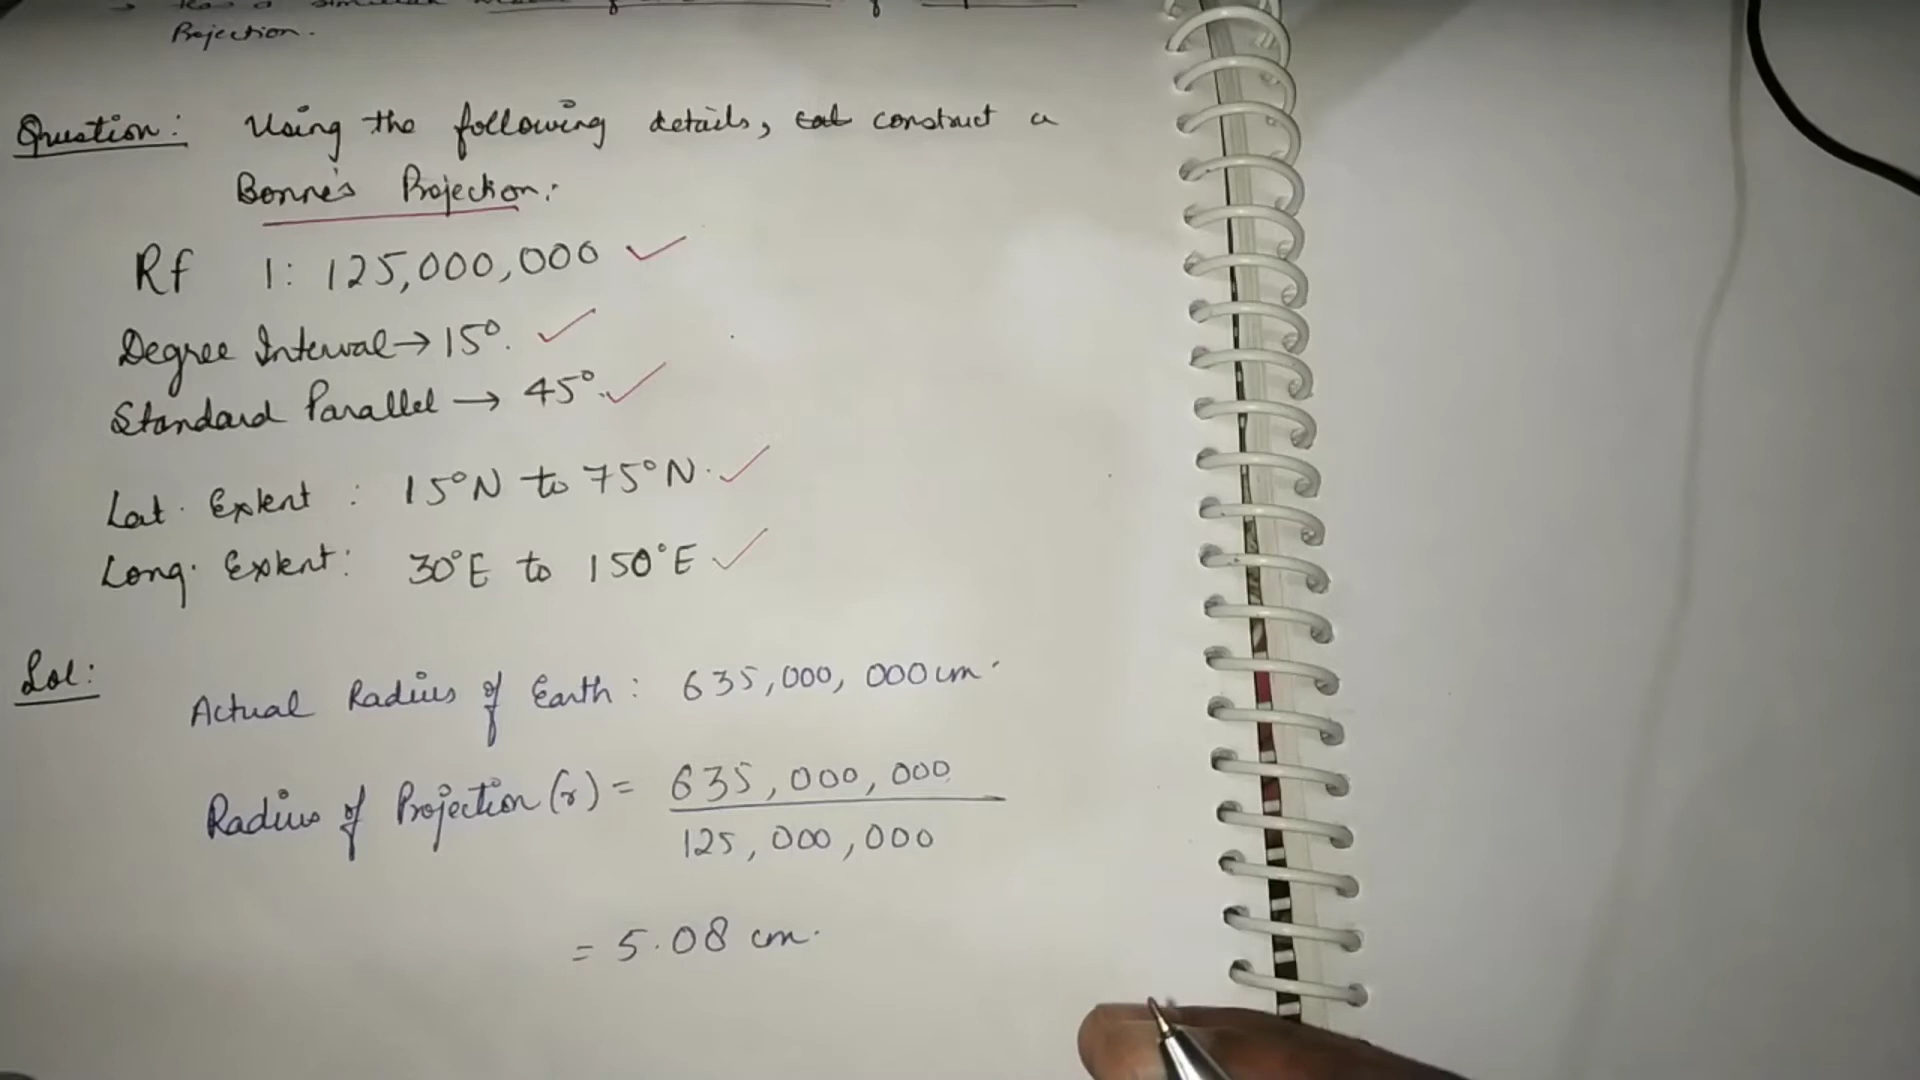 Projection.
Question: Using the following details, construct a
Bonne's Projection:
Rf 1: 125,000,000 ✓
Degree Interval → 15°. ✓
Standard Parallel → 45°. ✓
Lat. Extent : 15°N to 75°N. ✓
Long. Extent: 30°E to 150°E ✓
Sol:
Actual Radius of Earth: 635,000,000 cm.
Radius of Projection (r) = 635,000,000
125,000,000
= 5.08 cm.